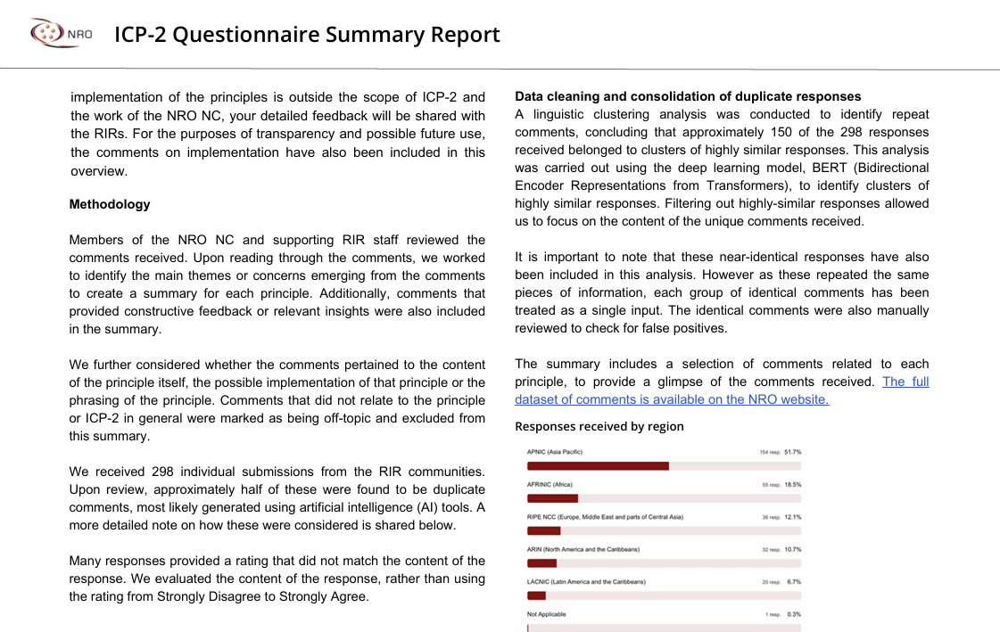 NRO
ICP-2 Questionnaire Summary Report
implementation of the principles is outside the scope of ICP-2 and
the work of the NRO NC, your detailed feedback will be shared with
the RIRs. For the purposes of transparency and possible future use,
the comments on implementation have also been included in this
overview.
Methodology
Members of the NRO NC and supporting RIR staff reviewed the
comments received. Upon reading through the comments, we worked
to identify the main themes or concerns emerging from the comments
to create a summary for each principle. Additionally, comments that
provided constructive feedback or relevant insights were also included
in the summary.
We further considered whether the comments pertained to the content
of the principle itself, the possible implementation of that principle or the
phrasing of the principle. Comments that did not relate to the principle
or ICP-2 in general were marked as being off-topic and excluded from
this summary.
We received 298 individual submissions from the RIR communities.
Upon review, approximately half of these were found to be duplicate
comments, most likely generated using artificial intelligence (AI) tools. A
more detailed note on how these were considered is shared below.
Many responses provided a rating that did not match the content of the
response. We evaluated the content of the response, rather than using
the rating from Strongly Disagree to Strongly Agree.
Data cleaning and consolidation of duplicate responses
A linguistic clustering analysis was conducted to identify repeat
comments, concluding that approximately 150 of the 298 responses
received belonged to clusters of highly similar responses. This analysis
was carried out using the deep learning model, BERT (Bidirectional
Encoder Representations from Transformers), to identify clusters of
highly similar responses. Filtering out highly-similar responses allowed
us to focus on the content of the unique comments received.
It is important to note that these near-identical responses have also
been included in this analysis. However as these repeated the same
pieces of information, each group of identical comments has been
treated as a single input. The identical comments were also manually
reviewed to check for false positives.
The summary includes a selection of comments related to each
principle, to provide a glimpse of the comments received. The full
dataset of comments is available on the NRO website.
Responses received by region
APNIC (Asia Pacific) 154 resp. 51.7%
AFRINIC (Africa) 55 resp. 18.5%
RIPE NCC (Europe, Middle East and parts of Central Asia) 36 resp. 12.1%
ARIN (North America and the Caribbeans) 32 resp. 10.7%
LACNIC (Latin America and the Caribbeans) 20 resp. 6.7%
Not Applicable 1 resp. 0.3%